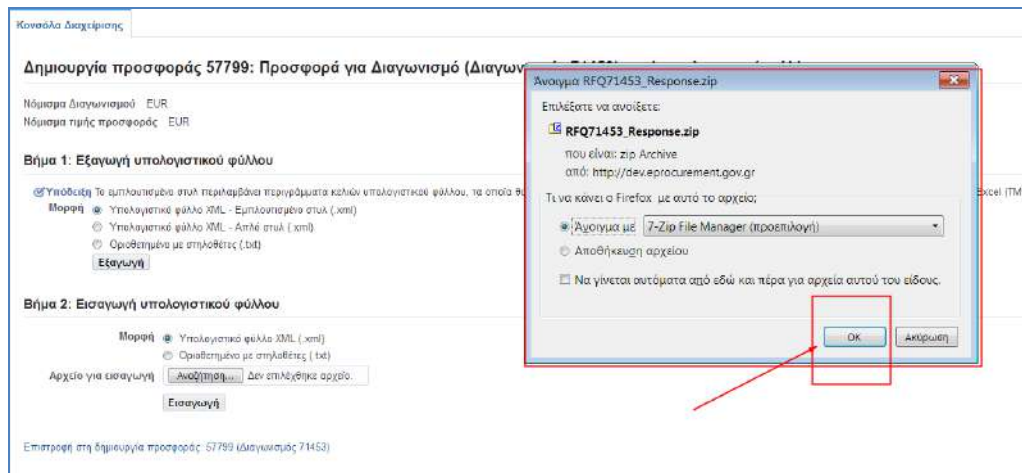 Κονσόλα Διαχείρισης
Δημιουργία προσφοράς 57799: Προσφορά για Διαγωνισμό (Διαγων
Νόμισμα Διαγωνισμού EUR
Νόμισμα τιμής προσφοράς EUR
Βήμα 1: Εξαγωγή υπολογιστικού φύλλου
Υπόδειξη Το εμπλουτισμένο στυλ περιλαμβάνει περιγράμματα κελιών υπολογιστικού φύλλου, τα οποία θ
Excel (TM
Μορφή Υπολογιστικό φύλλο XML - Εμπλουτισμένο στυλ (.xml)
Υπολογιστικό φύλλο XML - Απλό στυλ (.xml)
Οριοθετημένο με στηλοθέτες (.txt)
Εξαγωγή
Βήμα 2: Εισαγωγή υπολογιστικού φύλλου
Μορφή Υπολογιστικό φύλλο XML (.xml)
Οριοθετημένο με στηλοθέτες (.txt)
Αρχείο για εισαγωγή Αναζήτηση... Δεν επιλέχθηκε αρχείο.
Εισαγωγή
Επιστροφή στη δημιουργία προσφοράς: 57799 (Διαγωνισμός 71453)
Άνοιγμα RFQ71453_Response.zip
Επιλέξατε να ανοίξετε:
RFQ71453_Response.zip
που είναι: zip Archive
από: http://dev.eprocurement.gov.gr
Τι να κάνει ο Firefox με αυτό το αρχείο;
Άνοιγμα με 7-Zip File Manager (προεπιλογή)
Αποθήκευση αρχείου
Να γίνεται αυτόματα από εδώ και πέρα για αρχεία αυτού του είδους.
OK Ακύρωση